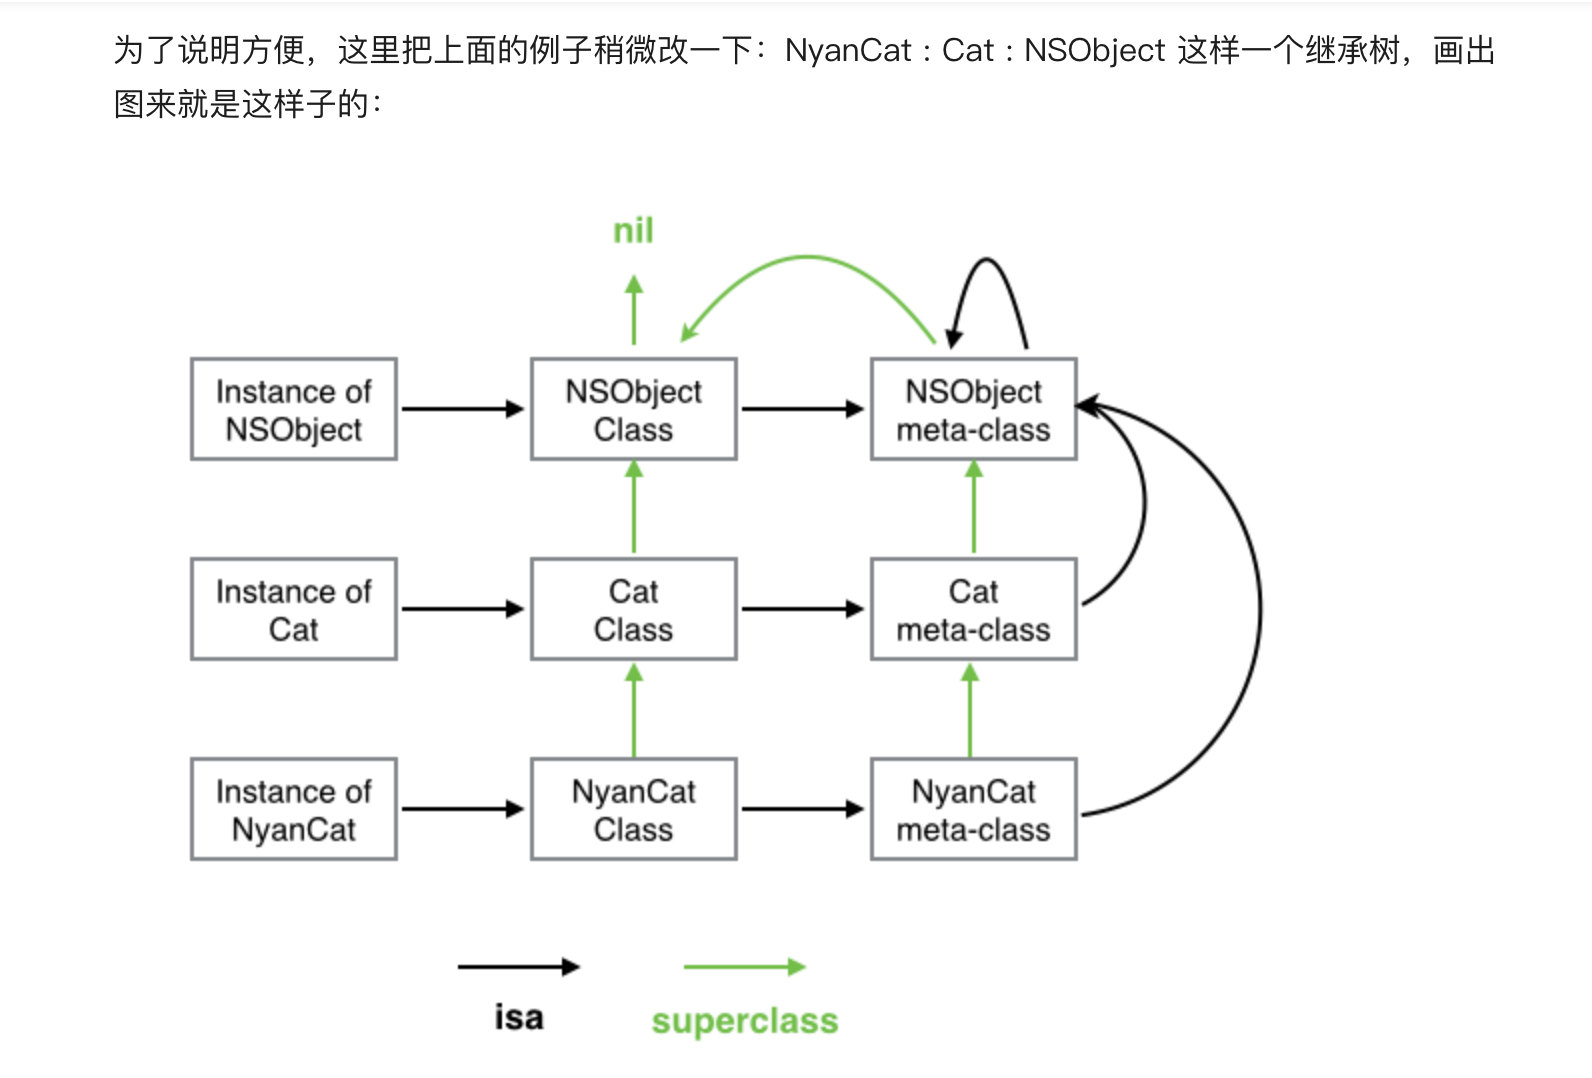 为了说明方便，这里把上面的例子稍微改一下：NyanCat : Cat : NSObject 这样一个继承树，画出
图来就是这样子的：
nil
Instance of
NSObject
NSObject
Class
NSObject
meta-class
Instance of
Cat
Cat
Class
Cat
meta-class
Instance of
NyanCat
NyanCat
Class
NyanCat
meta-class
isa
superclass